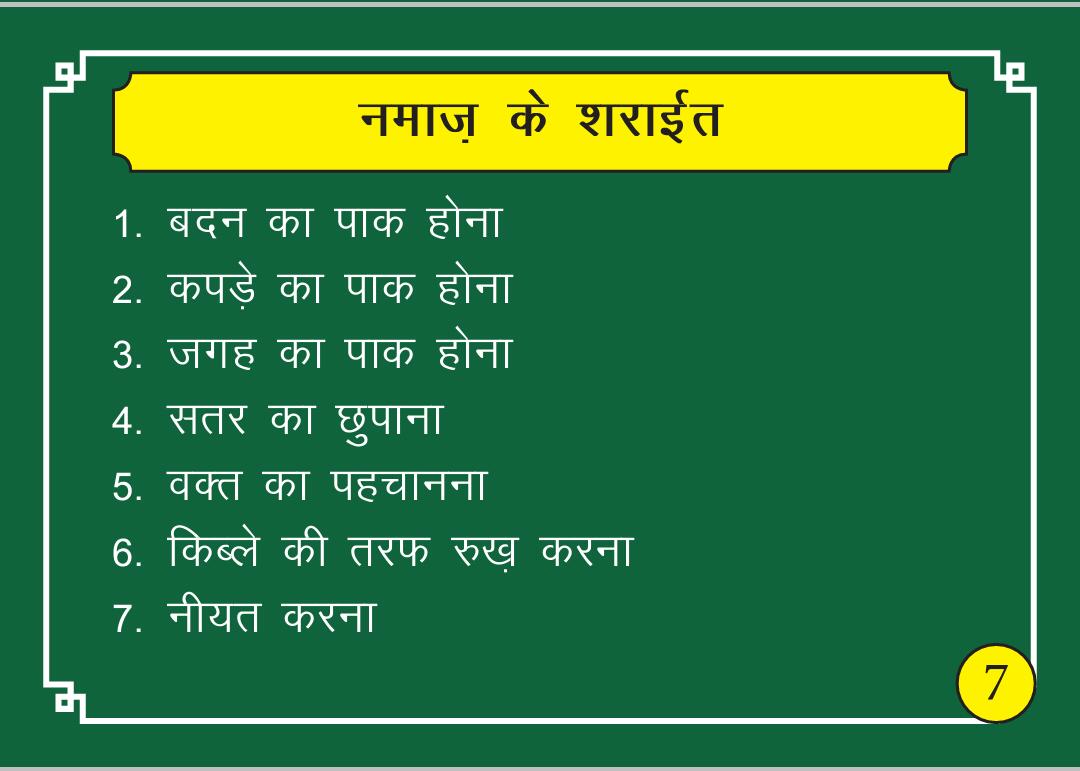 नमाज़ के शराईत
1. बदन का पाक होना
2. कपड़े का पाक होना
3. जगह का पाक होना
4. सतर का छुपाना
5. वक्त का पहचानना
6. किब्ले की तरफ रुख़ करना
7. नीयत करना
7